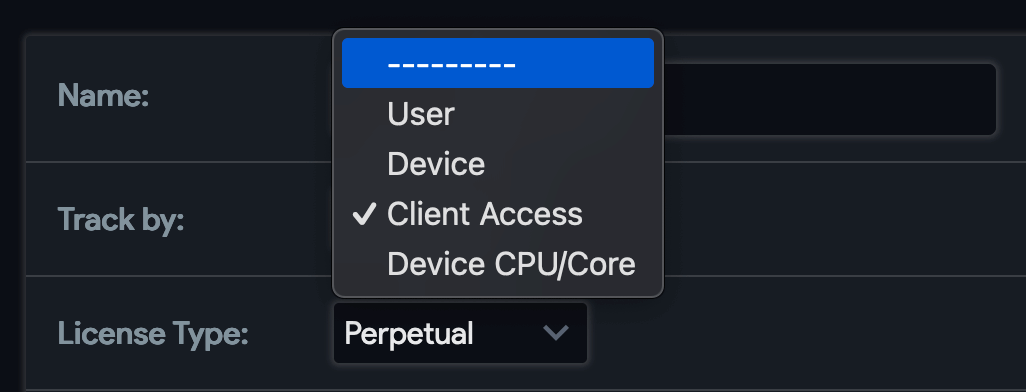 ---------
Name:
User
Device
Track by:
Client Access
Device CPU/Core
License Type:
Perpetual